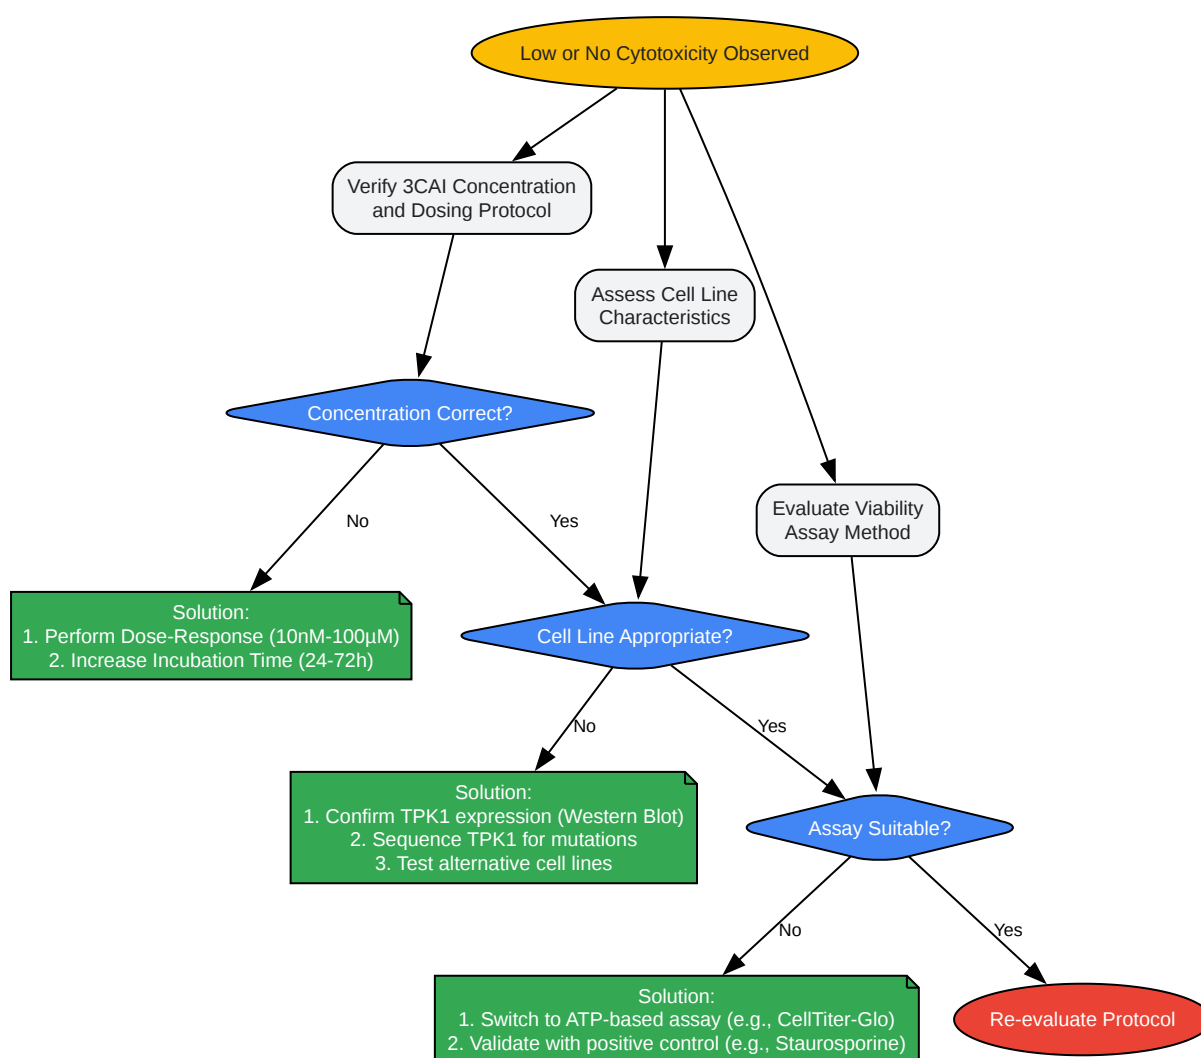 Low or No Cytotoxicity Observed
Verify 3CAI Concentration
and Dosing Protocol
Assess Cell Line
Characteristics
Concentration Correct?
Evaluate Viability
Assay Method
No
Yes
Solution:
1. Perform Dose-Response (10nM-100µM)
2. Increase Incubation Time (24-72h)
Cell Line Appropriate?
No
Yes
Solution:
1. Confirm TPK1 expression (Western Blot)
2. Sequence TPK1 for mutations
3. Test alternative cell lines
Assay Suitable?
No
Yes
Solution:
1. Switch to ATP-based assay (e.g., CellTiter-Glo)
2. Validate with positive control (e.g., Staurosporine)
Re-evaluate Protocol